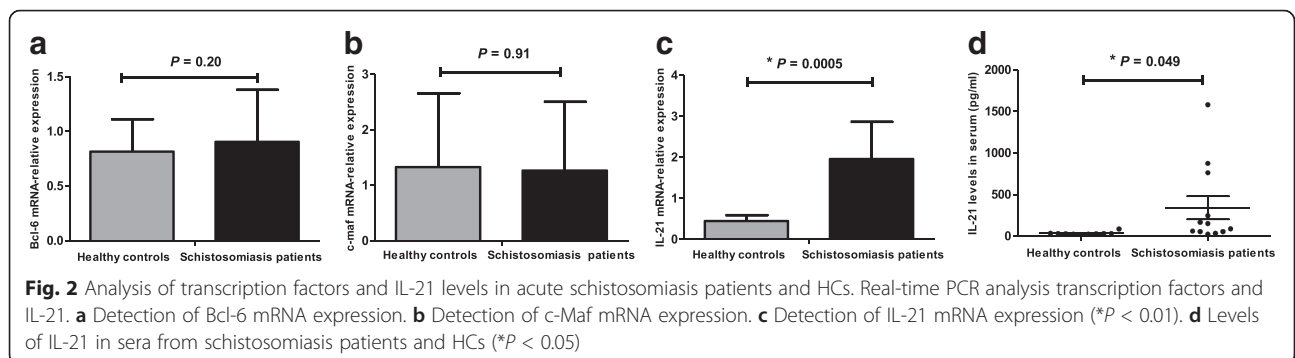 a
P = 0.20
Bcl-6 mRNA-relative expression
1.5
1.0
0.5
0.0
Healthy controls Schistosomiasis patients
b
P = 0.91
c-maf mRNA-relative expression
3
2
1
0
Healthy controls Schistosomiasis patients
c
* P = 0.0005
IL-21 mRNA-relative expression
4
3
2
1
0
Healthy controls Schistosomiasis patients
d
* P = 0.049
IL-21 levels in serum (pg/ml)
2000
1500
1000
500
0
Healthy controls Schistosomiasis patients
Fig. 2 Analysis of transcription factors and IL-21 levels in acute schistosomiasis patients and HCs. Real-time PCR analysis transcription factors and
IL-21. a Detection of Bcl-6 mRNA expression. b Detection of c-Maf mRNA expression. c Detection of IL-21 mRNA expression (*P < 0.01). d Levels
of IL-21 in sera from schistosomiasis patients and HCs (*P < 0.05)